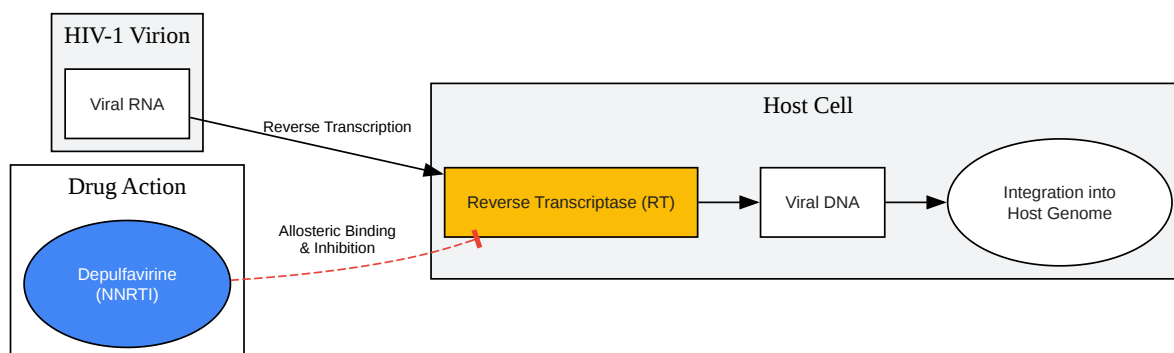 HIV-1 Virion
Viral RNA
Reverse Transcription
Host Cell
Reverse Transcriptase (RT)
Viral DNA
Integration into
Host Genome
Drug Action
Depulfavirine
(NNRTI)
Allosteric Binding
& Inhibition